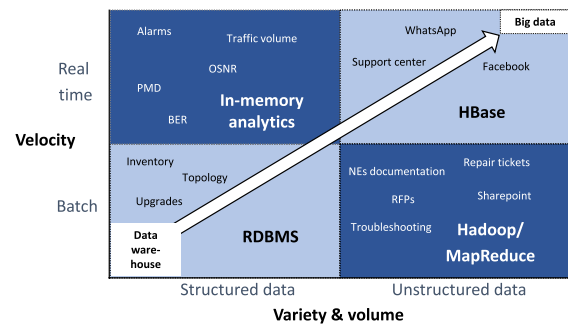 Alarms
Traffic volume
OSNR
PMD
BER
In-memory
analytics
WhatsApp
Big data
Support center
Facebook
HBase
Real
time
Velocity
Batch
Inventory
Topology
Upgrades
Data
ware-
house
RDBMS
NEs documentation
Repair tickets
RFPs
Sharepoint
Troubleshooting
Hadoop/
MapReduce
Structured data
Unstructured data
Variety & volume